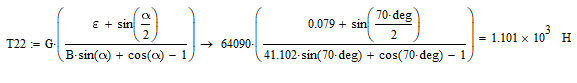 T22 := G·( (ε + sin(α/2)) / (B·sin(α) + cos(α) − 1) ) → 64090·( (0.079 + sin(70·deg/2)) / (41.102·sin(70·deg) + cos(70·deg) − 1) ) = 1.101 × 10³ H